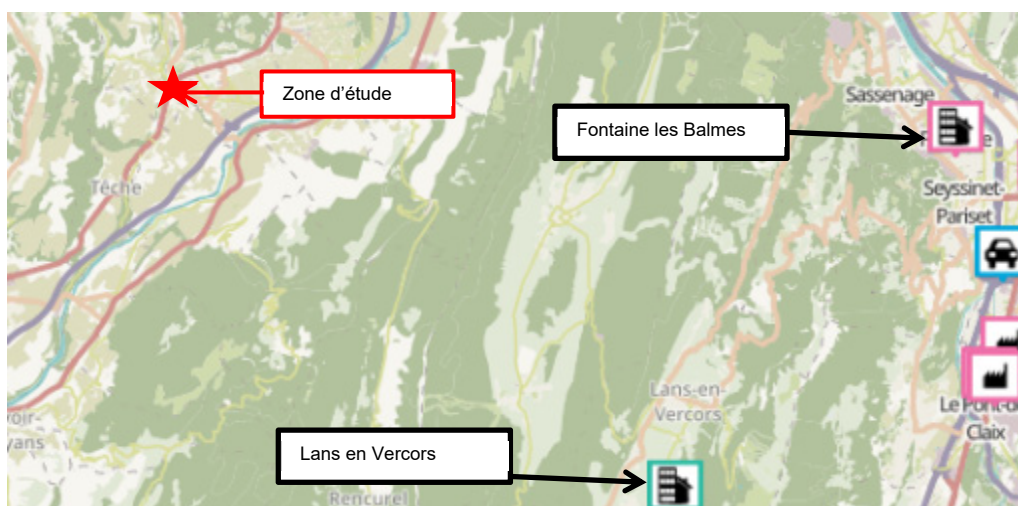 Zone d’étude
Sassenage
Fontaine les Balmes
Têche
Seyssinet-
Pariset
Lans-en-
Vercors
Le Pont-d
Claix
Lans en Vercors
Rencurel